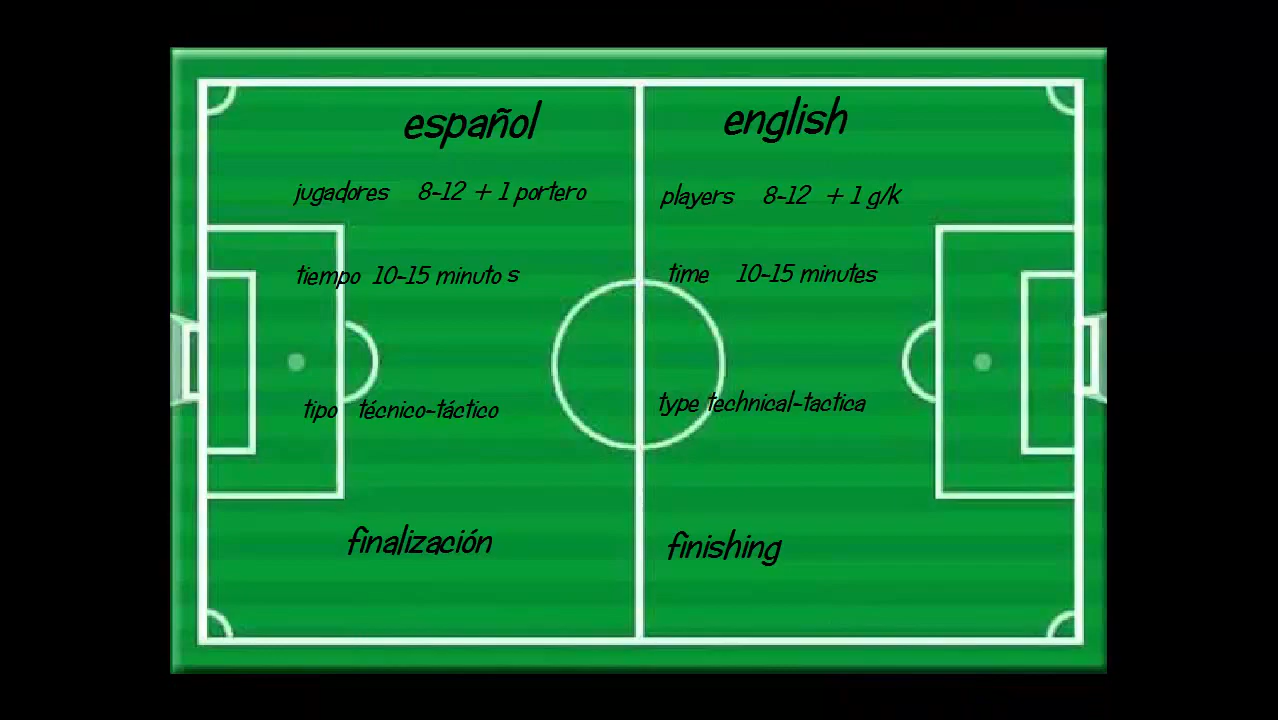 español
jugadores 8-12 + 1 portero
tiempo 10-15 minuto s
tipo técnico-táctico
finalización
english
players 8-12 + 1 g/k
time 10-15 minutes
type technical-tactica
finishing